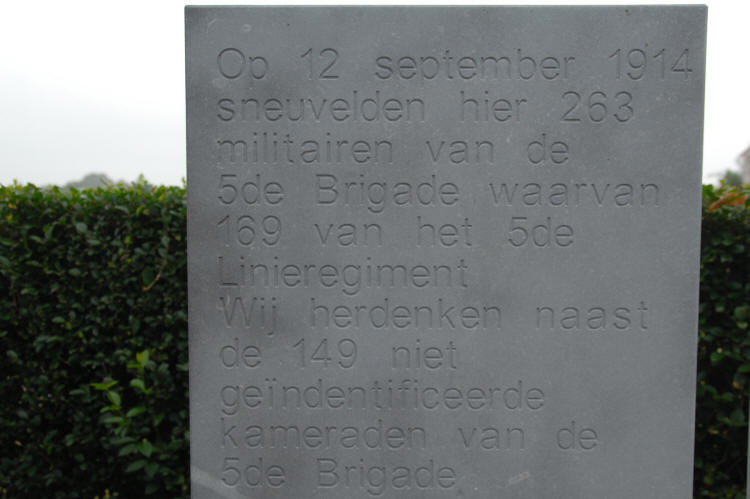 Op 12 september 1914
sneuvelden hier 263
militairen van de
5de Brigade waarvan
169 van het 5de
Linieregiment
Wij herdenken naast
de 149 niet
geïndentificeerde
kameraden van de
5de Brigade